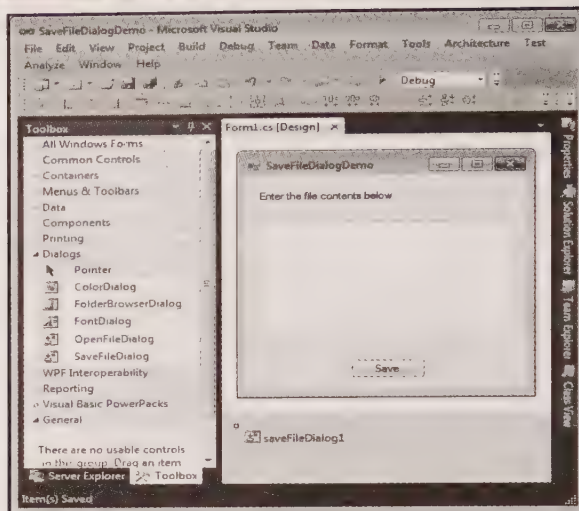 SaveFileDialogDemo - Microsoft Visual Studio
File Edit View Project Build Debug Team Data Format Tools Architecture Test
Analyze Window Help
Debug
Toolbox
All Windows Forms
Common Controls
Containers
Menus & Toolbars
Data
Components
Printing
Dialogs
Pointer
ColorDialog
FolderBrowserDialog
FontDialog
OpenFileDialog
SaveFileDialog
WPF Interoperability
Reporting
Visual Basic PowerPacks
General
There are no usable controls
in the group. Drag an item
Server Explorer Toolbox
Form1.cs [Design]
SaveFileDialogDemo
Enter the file contents below
Save
saveFileDialog1
Properties
Solution Explorer
Team Explorer
Class View
Item(s) Saved